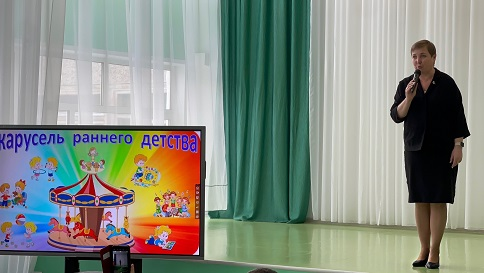 карусель раннего детства